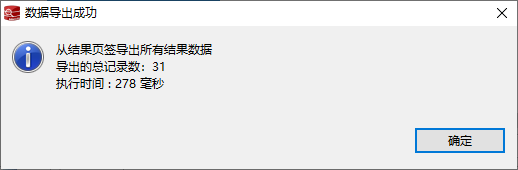 数据导出成功
从结果页签导出所有结果数据
导出的总记录数：31
执行时间 : 278 毫秒
确定